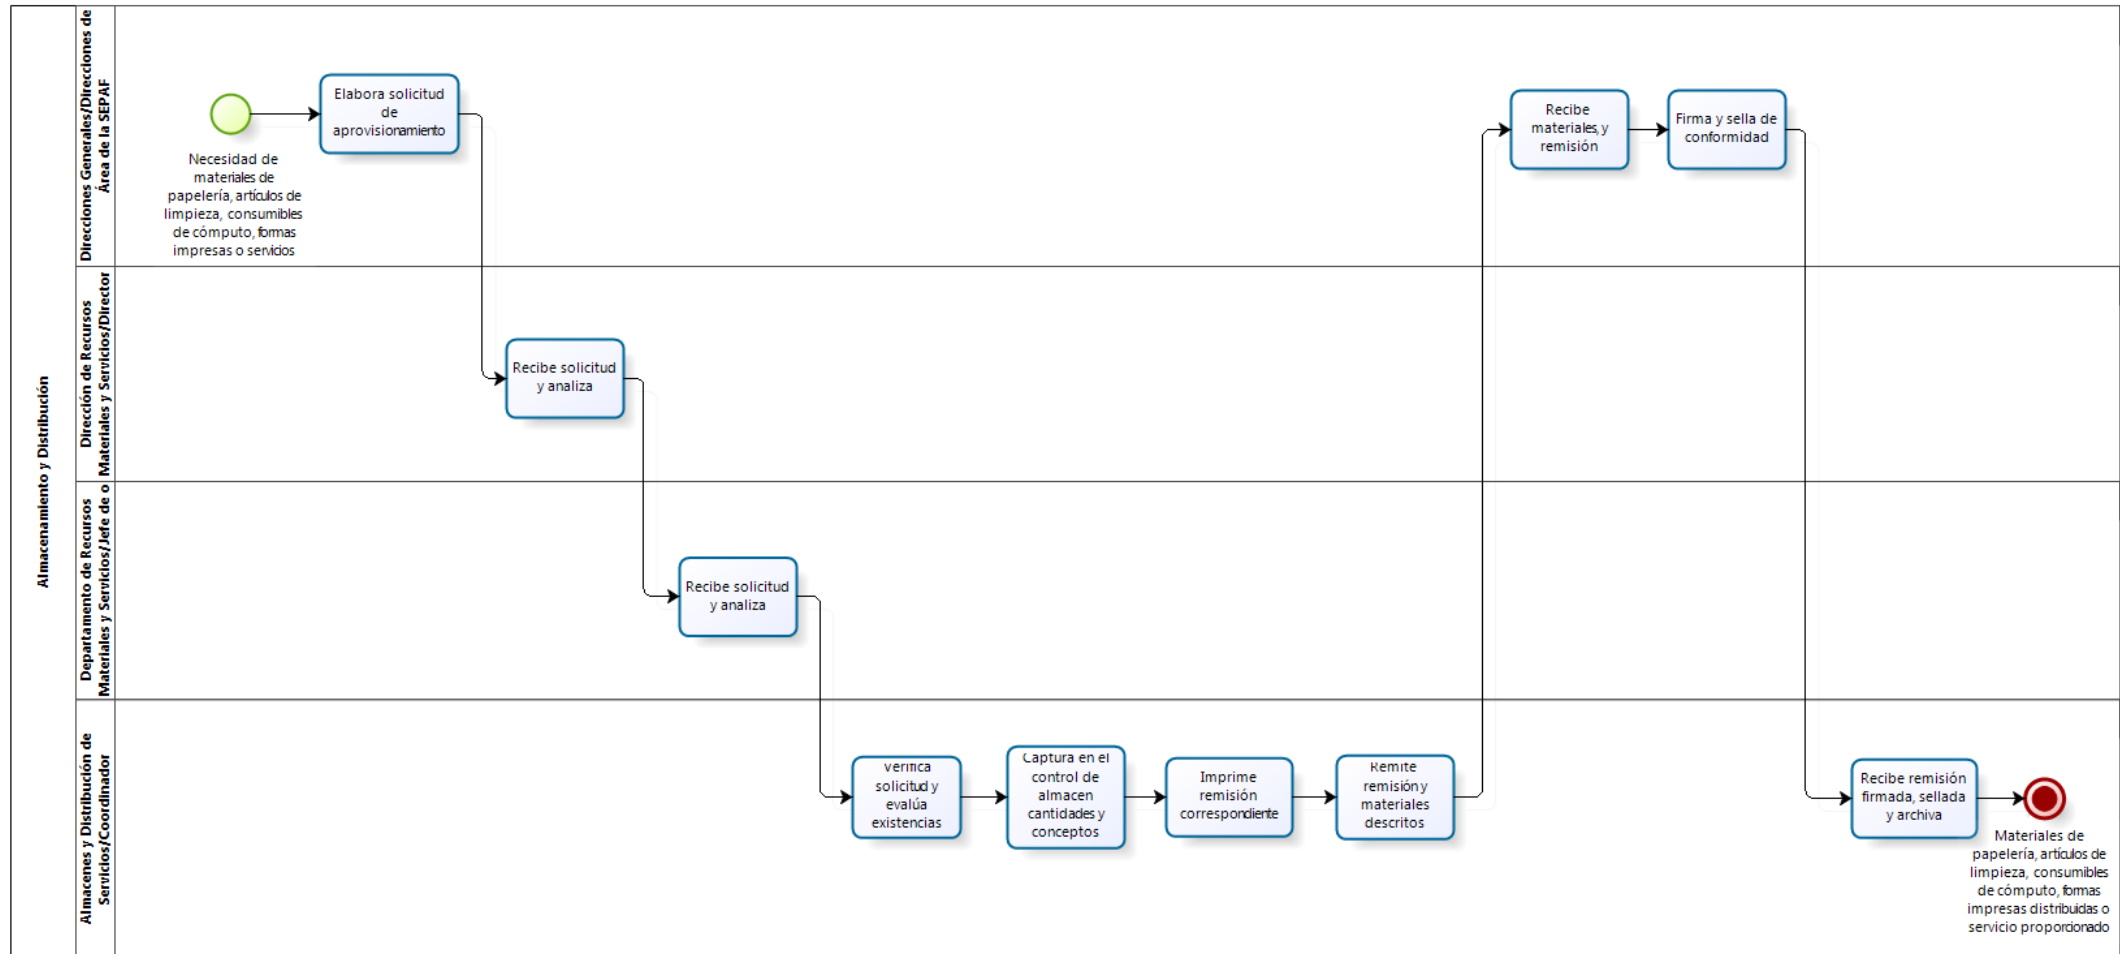 Almacenamiento y Distribución
Direcciones Generales/Direcciones de
Área de la SEPAF
Necesidad de
materiales de
papelería, artículos de
limpieza, consumibles
de cómputo, formas
impresas o servicios
Elabora solicitud
de
aprovisionamiento
Recibe
materiales, y
remisión
Firma y sella de
conformidad
Dirección de Recursos
Materiales y Servicios/Director
Recibe solicitud
y analiza
Departamento de Recursos
Materiales y Servicios/Jefe de o
Recibe solicitud
y analiza
Almacenes y Distribución de
Servicios/Coordinador
Verifica
solicitud y
evalúa
existencias
Captura en el
control de
almacen
cantidades y
conceptos
Imprime
remisión
correspondiente
Remite
remisión y
materiales
descritos
Recibe remisión
firmada, sellada
y archiva
Materiales de
papelería, artículos de
limpieza, consumibles
de cómputo, formas
impresas distribuidas o
servicio proporcionado